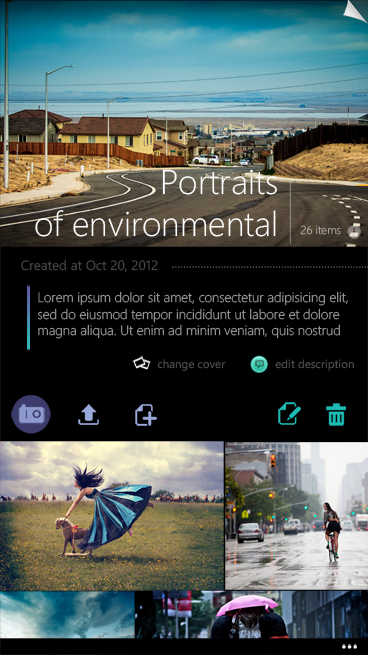 Portraits
of environmental
26 items
Created at Oct 20, 2012
Lorem ipsum dolor sit amet, consectetur adipisicing elit,
sed do eiusmod tempor incididunt ut labore et dolore
magna aliqua. Ut enim ad minim veniam, quis nostrud
change cover
edit description